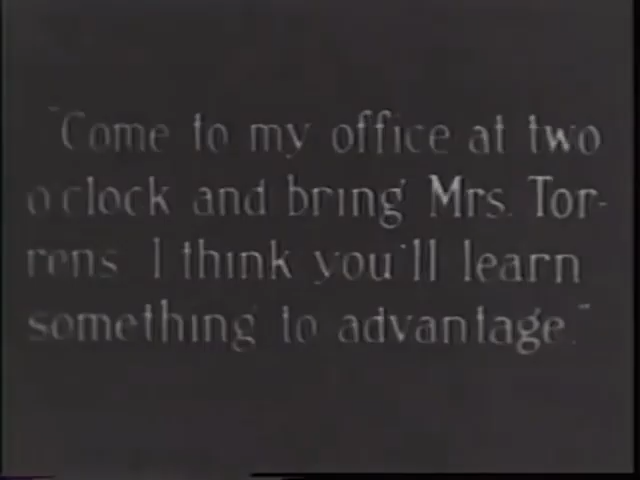 "Come to my office at two
o'clock and bring Mrs. Tor-
rens. I think you'll learn
something to advantage."